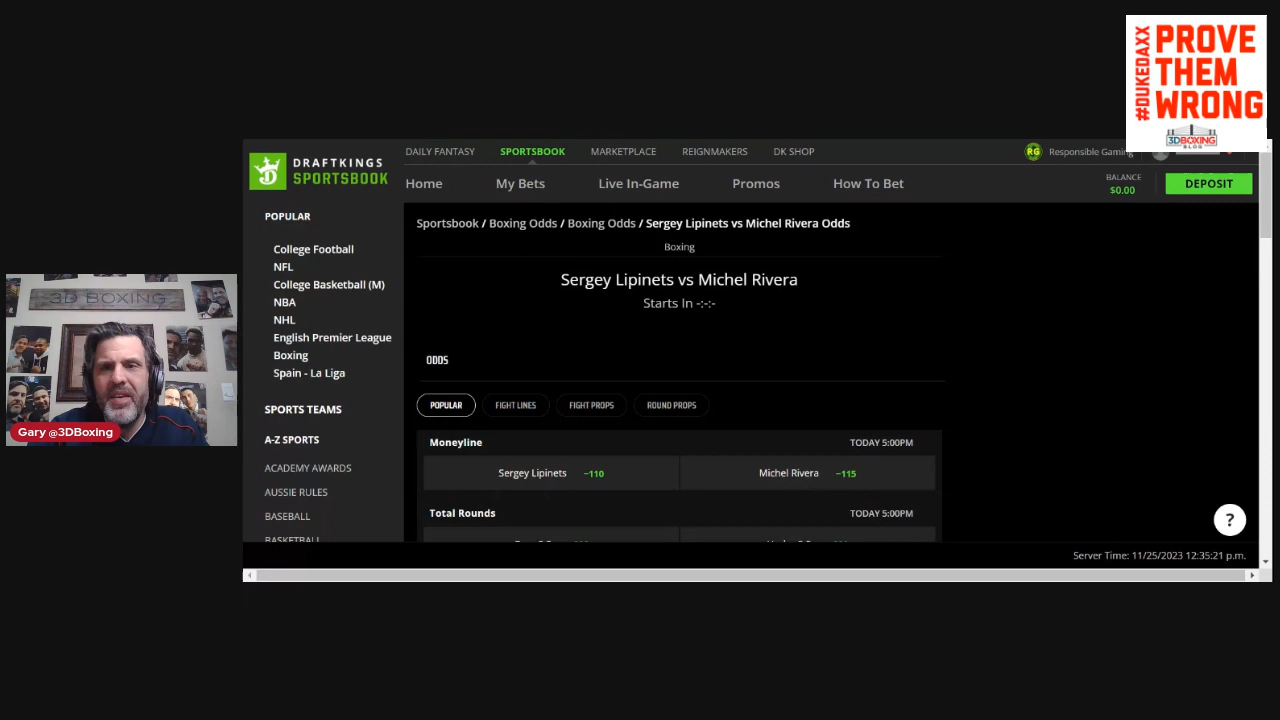 #DUKEDAXX
PROVE
THEM
WRONG
3DBOXING
BLOG
DRAFTKINGS
SPORTSBOOK
DAILY FANTASY
SPORTSBOOK
MARKETPLACE
REIGNMAKERS
DK SHOP
RG
Responsible Gaming
Home
My Bets
Live In-Game
Promos
How To Bet
BALANCE
$0.00
DEPOSIT
POPULAR
College Football
NFL
College Basketball (M)
NBA
NHL
English Premier League
Boxing
Spain - La Liga
SPORTS TEAMS
A-Z SPORTS
ACADEMY AWARDS
AUSSIE RULES
BASEBALL
BASKETBALL
Sportsbook / Boxing Odds / Boxing Odds / Sergey Lipinets vs Michel Rivera Odds
Boxing
Sergey Lipinets vs Michel Rivera
Starts In -:-:-
ODDS
POPULAR
FIGHT LINES
FIGHT PROPS
ROUND PROPS
Moneyline
TODAY 5:00PM
Sergey Lipinets −110
Michel Rivera −115
Total Rounds
TODAY 5:00PM
?
Server Time: 11/25/2023 12:35:21 p.m.
3D BOXING
Gary @3DBoxing